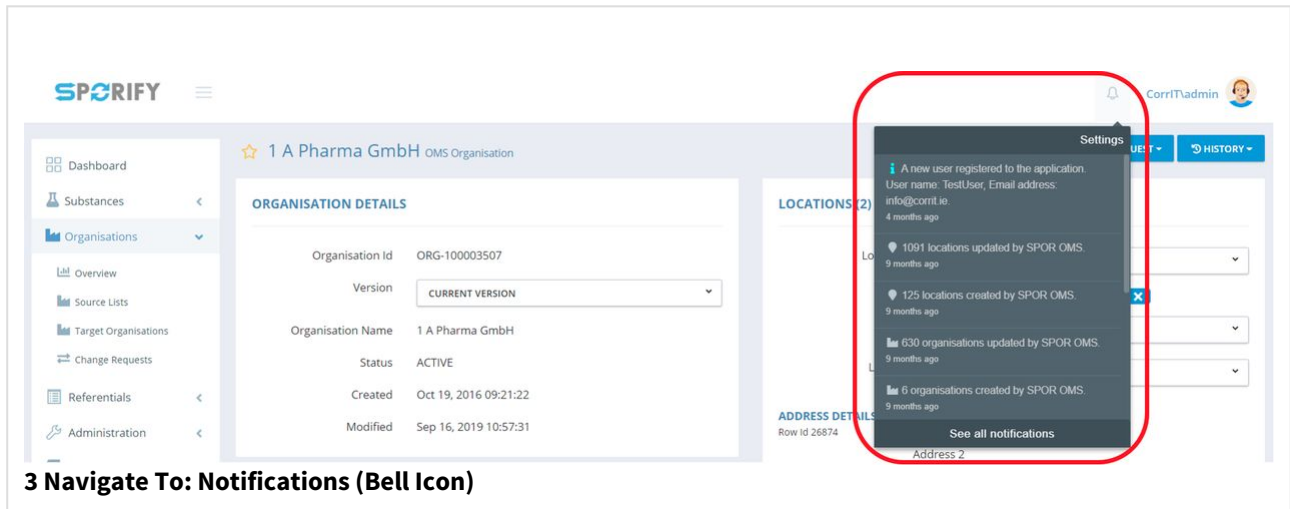 SPORIFY
CorrIT\admin
Dashboard
Substances
Organisations
Overview
Source Lists
Target Organisations
Change Requests
Referentials
Administration
1 A Pharma GmbH OMS Organisation
HISTORY
ORGANISATION DETAILS
Organisation Id ORG-100003507
Version CURRENT VERSION
Organisation Name 1 A Pharma GmbH
Status ACTIVE
Created Oct 19, 2016 09:21:22
Modified Sep 16, 2019 10:57:31
LOCATIONS (2)
ADDRESS DETAILS
Row Id 26874
Address 2
Settings
A new user registered to the application.
User name: TestUser, Email address:
info@corrit.ie.
4 months ago
1091 locations updated by SPOR OMS.
9 months ago
125 locations created by SPOR OMS.
9 months ago
630 organisations updated by SPOR OMS.
9 months ago
6 organisations created by SPOR OMS.
9 months ago
See all notifications
3 Navigate To: Notifications (Bell Icon)